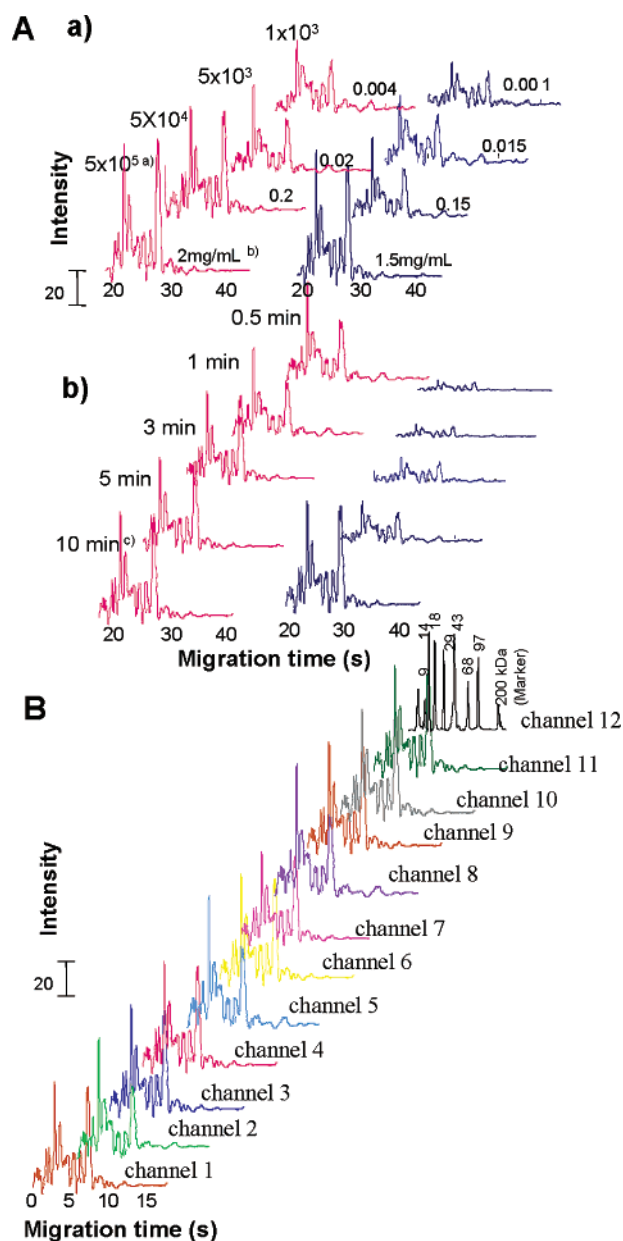 A
a)
1x10³
5x10³
5X10⁴
5x10⁵ ᵃ⁾
0.004
0.001
0.02
0.015
0.2
0.15
2mg/mL ᵇ⁾
1.5mg/mL
Intensity
20
20 30 40 20 30 40
b)
0.5 min
1 min
3 min
5 min
10 min ᶜ⁾
20 30 40 20 30 40
Migration time (s)
B
9 14 18 29 43 68 97 200 kDa (Marker)
channel 12
channel 11
channel 10
channel 9
channel 8
channel 7
channel 6
channel 5
channel 4
channel 3
channel 2
channel 1
Intensity
20
0 5 10 15
Migration time (s)